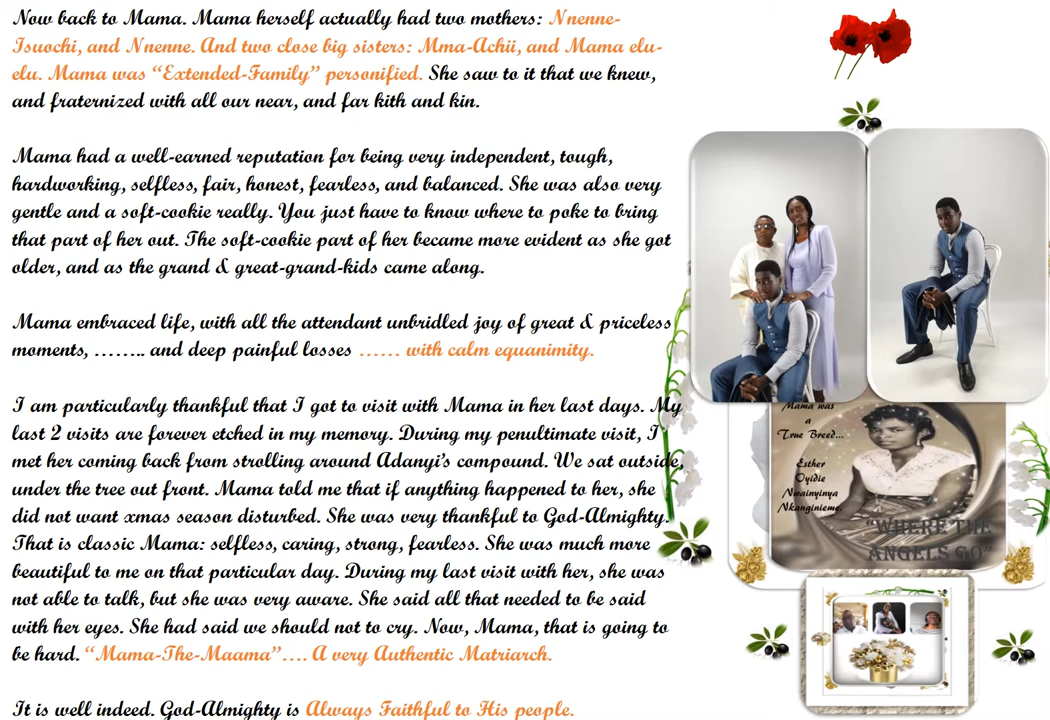 Now back to Mama. Mama herself actually had two mothers: Nnenne-
Isuochi, and Nnenne. And two close big sisters: Mma-Achii, and Mama elu-
elu. Mama was “Extended-Family” personified. She saw to it that we knew,
and fraternized with all our near, and far kith and kin.
Mama had a well-earned reputation for being very independent, tough,
hardworking, selfless, fair, honest, fearless, and balanced. She was also very
gentle and a soft-cookie really. You just have to know where to poke to bring
that part of her out. The soft-cookie part of her became more evident as she got
older, and as the grand & great-grand-kids came along.
Mama embraced life, with all the attendant unbridled joy of great & priceless
moments, …….. and deep painful losses …… with calm equanimity.
I am particularly thankful that I got to visit with Mama in her last days. My
last 2 visits are forever etched in my memory. During my penultimate visit, I
met her coming back from strolling around Adanyi’s compound. We sat outside,
under the tree out front. Mama told me that if anything happened to her, she
did not want xmas season disturbed. She was very thankful to God-Almighty.
That is classic Mama: selfless, caring, strong, fearless. She was much more
beautiful to me on that particular day. During my last visit with her, she was
not able to talk, but she was very aware. She said all that needed to be said
with her eyes. She had said we should not to cry. Now, Mama, that is going to
be hard. “Mama-The-Maama”…. A very Authentic Matriarch.
It is well indeed. God-Almighty is Always Faithful to His people.
Mama was
a
True Breed...
Esther
Oyidie
Nwainyinya
Nkanginieme.
“WHERE THE
ANGELS GO”